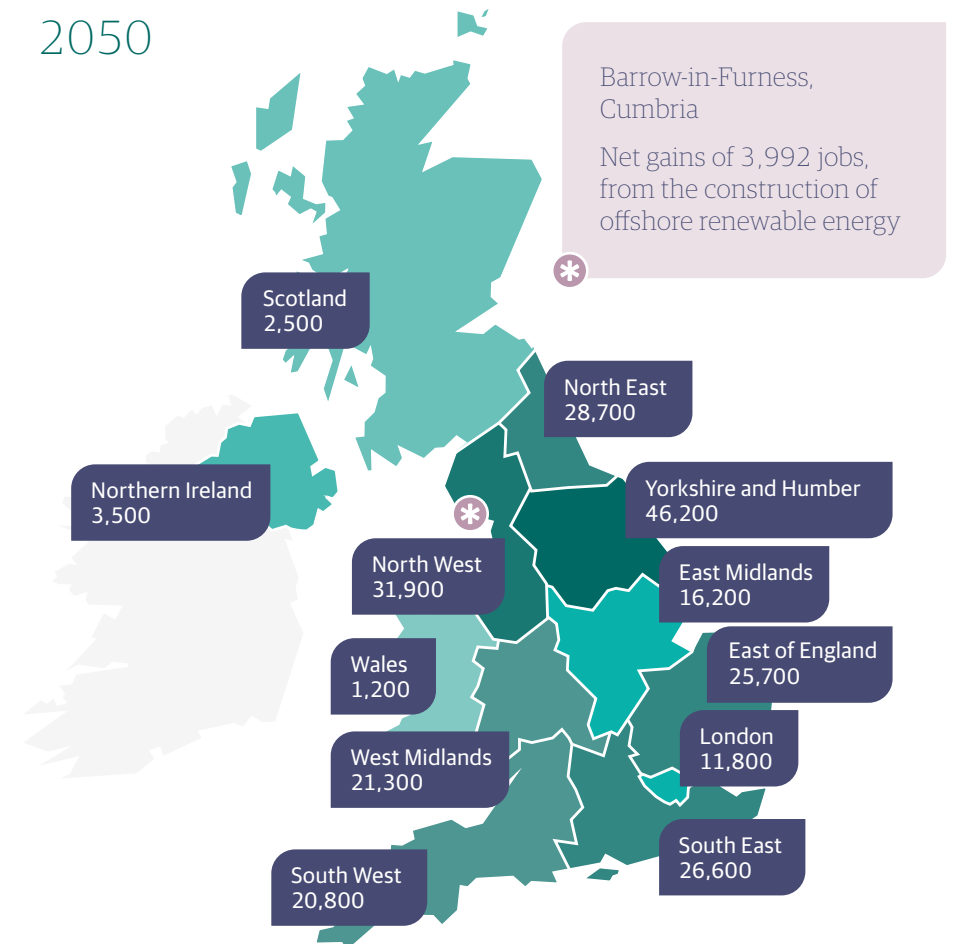 2050
Barrow-in-Furness,
Cumbria
Net gains of 3,992 jobs,
from the construction of
offshore renewable energy
*
Scotland
2,500
North East
28,700
Northern Ireland
3,500
Yorkshire and Humber
46,200
*
North West
31,900
East Midlands
16,200
Wales
1,200
East of England
25,700
West Midlands
21,300
London
11,800
South West
20,800
South East
26,600